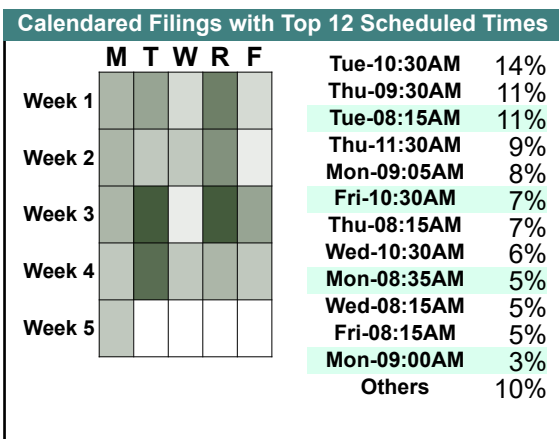 Calendared Filings with Top 12 Scheduled Times
M T W R F
Week 1
Week 2
Week 3
Week 4
Week 5
Tue-10:30AM 14%
Thu-09:30AM 11%
Tue-08:15AM 11%
Thu-11:30AM 9%
Mon-09:05AM 8%
Fri-10:30AM 7%
Thu-08:15AM 7%
Wed-10:30AM 6%
Mon-08:35AM 5%
Wed-08:15AM 5%
Fri-08:15AM 5%
Mon-09:00AM 3%
Others 10%